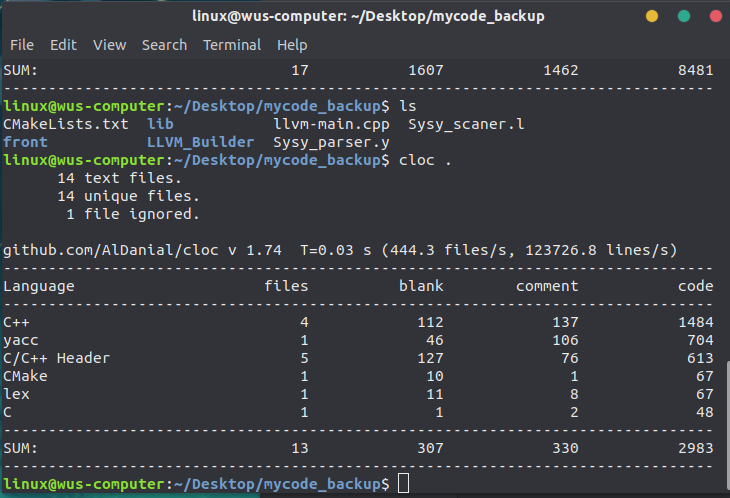 linux@wus-computer: ~/Desktop/mycode_backup
File Edit View Search Terminal Help
SUM: 17 1607 1462 8481
-------------------------------------------------------------------------------
linux@wus-computer:~/Desktop/mycode_backup$ ls
CMakeLists.txt lib llvm-main.cpp Sysy_scaner.l
front LLVM_Builder Sysy_parser.y
linux@wus-computer:~/Desktop/mycode_backup$ cloc .
14 text files.
14 unique files.
1 file ignored.
github.com/AlDanial/cloc v 1.74 T=0.03 s (444.3 files/s, 123726.8 lines/s)
-------------------------------------------------------------------------------
Language files blank comment code
-------------------------------------------------------------------------------
C++ 4 112 137 1484
yacc 1 46 106 704
C/C++ Header 5 127 76 613
CMake 1 10 1 67
lex 1 11 8 67
C 1 1 2 48
-------------------------------------------------------------------------------
SUM: 13 307 330 2983
-------------------------------------------------------------------------------
linux@wus-computer:~/Desktop/mycode_backup$